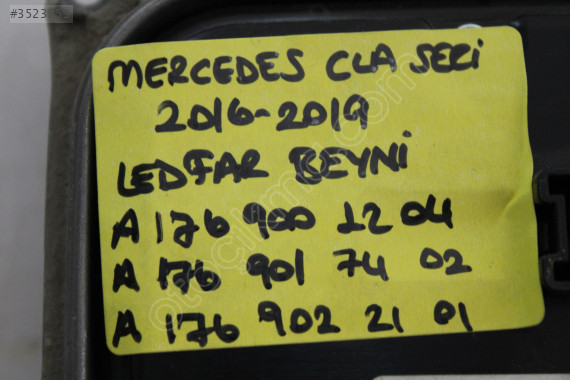 #3523
MERCEDES CLA SERİ
2016-2019
LEDFAR BEYNİ
A 176 900 12 04
A 176 901 74 02
A 176 902 21 01